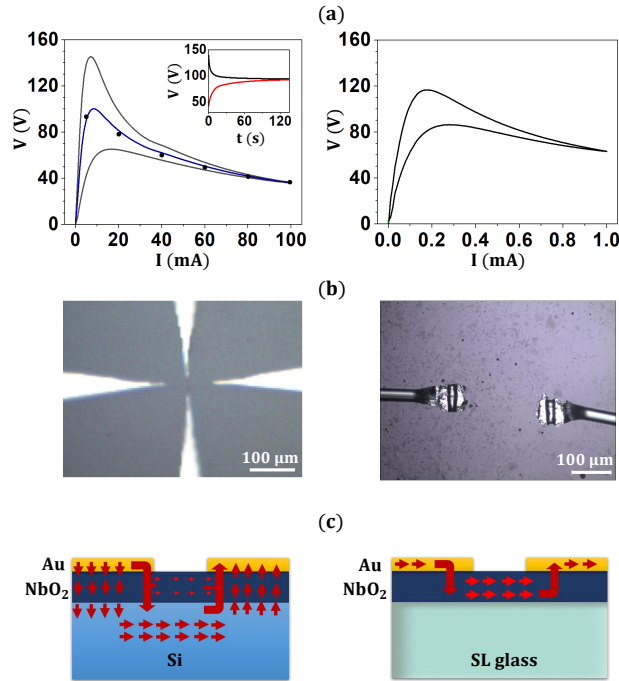 (a)
160
120
80
40
0
V (V)
0 20 40 60 80 100
I (mA)
150
100
50
V (V)
0 60 120
t (s)
160
120
80
40
0
V (V)
0.0 0.2 0.4 0.6 0.8 1.0
I (mA)
(b)
100 μm
100 μm
(c)
Au
NbO₂
Si
Au
NbO₂
SL glass